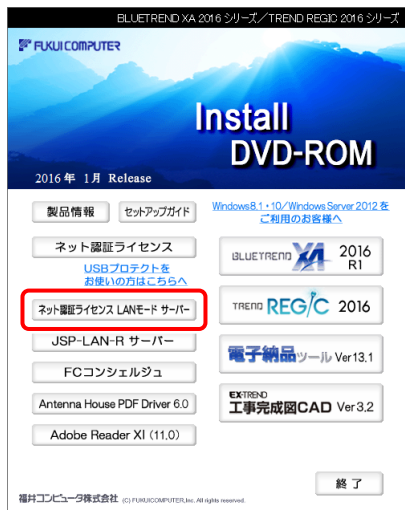 BLUETREND XA 2016 シリーズ／TREND REGIC 2016 シリーズ
FUKUI COMPUTER
Install
DVD-ROM
2016 年 1月 Release
製品情報
セットアップガイド
Windows8.1・10／Windows Server 2012 を
ご利用のお客様へ
ネット認証ライセンス
USBプロテクトを
お使いの方はこちらへ
ネット認証ライセンス LANモード サーバー
JSP-LAN-R サーバー
FCコンシェルジュ
Antenna House PDF Driver 6.0
Adobe Reader XI (11.0)
BLUETREND XA 2016
R1
TREND REGIC 2016
電子納品ツール Ver13.1
EX-TREND
工事完成図CAD Ver3.2
終了
福井コンピュータ株式会社 (C) FUKUICOMPUTER,Inc. All rights reserved.